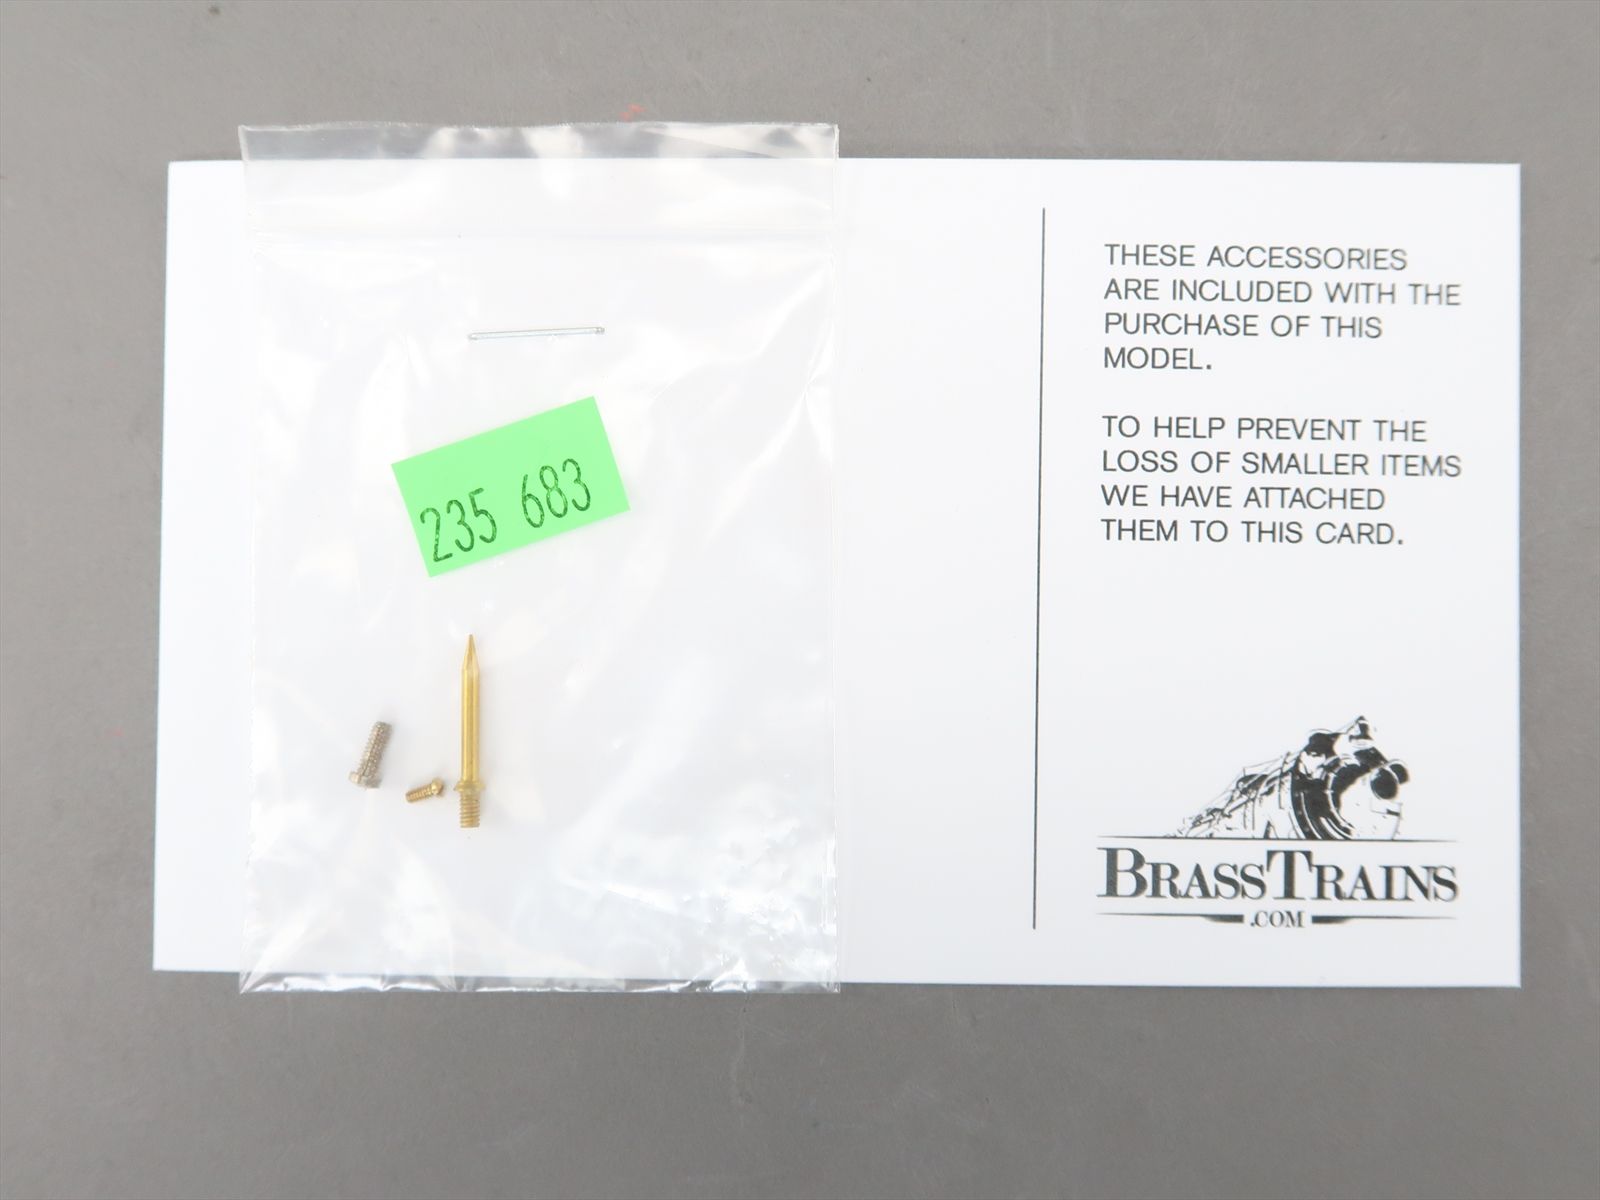 235 683
THESE ACCESSORIES
ARE INCLUDED WITH THE
PURCHASE OF THIS
MODEL.
TO HELP PREVENT THE
LOSS OF SMALLER ITEMS
WE HAVE ATTACHED
THEM TO THIS CARD.
BRASSTRAINS
.COM